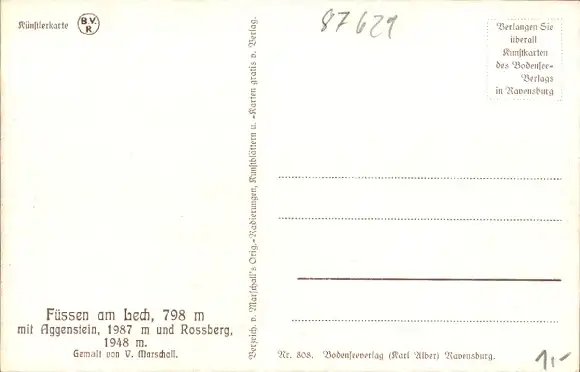 Künstlerkarte
B.V.
R
87629
Verlangen Sie
überall
Kunstkarten
des Bodensee-
Verlags
in Ravensburg
Verzeich. v. Marschall's Orig.-Radierungen, Kunstblättern u. -Karten gratis v. Verlag.
Füssen am Lech, 798 m
mit Aggenstein, 1987 m und Rossberg,
1948 m.
Gemalt von V. Marschall.
Nr. 808. Bodenseeverlag (Karl Alber) Ravensburg.
1,-